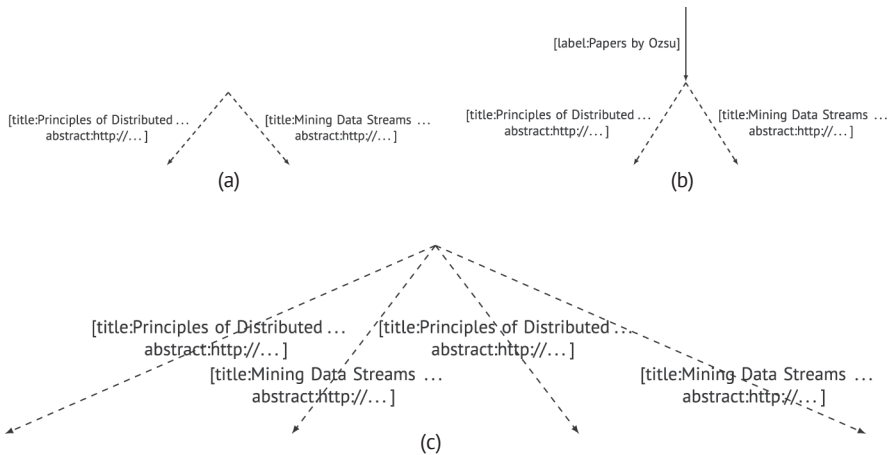 [label:Papers by Ozsu]
[title:Principles of Distributed ...
abstract:http://... ]
[title:Mining Data Streams ...
abstract:http://... ]
(a)
[title:Principles of Distributed ...
abstract:http://... ]
[title:Mining Data Streams ...
abstract:http://... ]
(b)
[title:Principles of Distributed ...
abstract:http://... ]
[title:Principles of Distributed ...
abstract:http://... ]
[title:Mining Data Streams ...
abstract:http://... ]
[title:Mining Data Streams ...
abstract:http://... ]
(c)